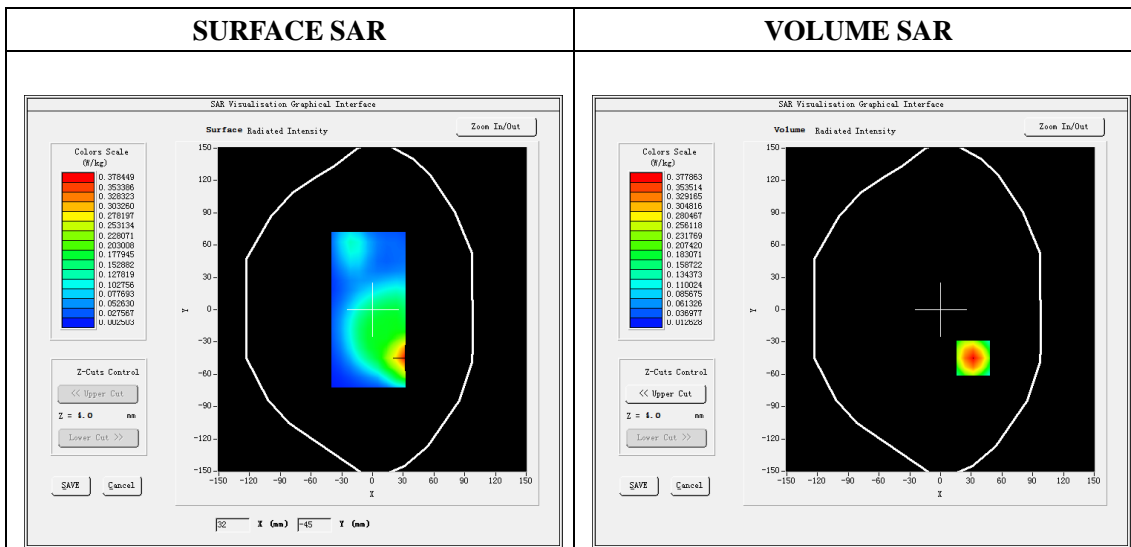 SURFACE SAR
VOLUME SAR
SAR Visualisation Graphical Interface
Surface Radiated Intensity
Zoom In/Out
Colors Scale
(W/kg)
0.378449
0.353386
0.328323
0.303260
0.278197
0.253134
0.228071
0.203008
0.177945
0.152882
0.127819
0.102756
0.077693
0.052630
0.027567
0.002503
Z-Cuts Control
<< Upper Cut
Z = 4.0 mm
Lower Cut >>
SAVE
Cancel
150
120
90
60
30
0
-30
-60
-90
-120
-150
Y
-150 -120 -90 -60 -30 0 30 60 90 120 150
X
32 X (mm) -45 Y (mm)
SAR Visualisation Graphical Interface
Volume Radiated Intensity
Zoom In/Out
Colors Scale
(W/kg)
0.377863
0.353514
0.329165
0.304816
0.280467
0.256118
0.231769
0.207420
0.183071
0.158722
0.134373
0.110024
0.085675
0.061326
0.036977
0.012628
Z-Cuts Control
<< Upper Cut
Z = 4.0 mm
Lower Cut >>
SAVE
Cancel
150
120
90
60
30
0
-30
-60
-90
-120
-150
Y
-150 -120 -90 -60 -30 0 30 60 90 120 150
X